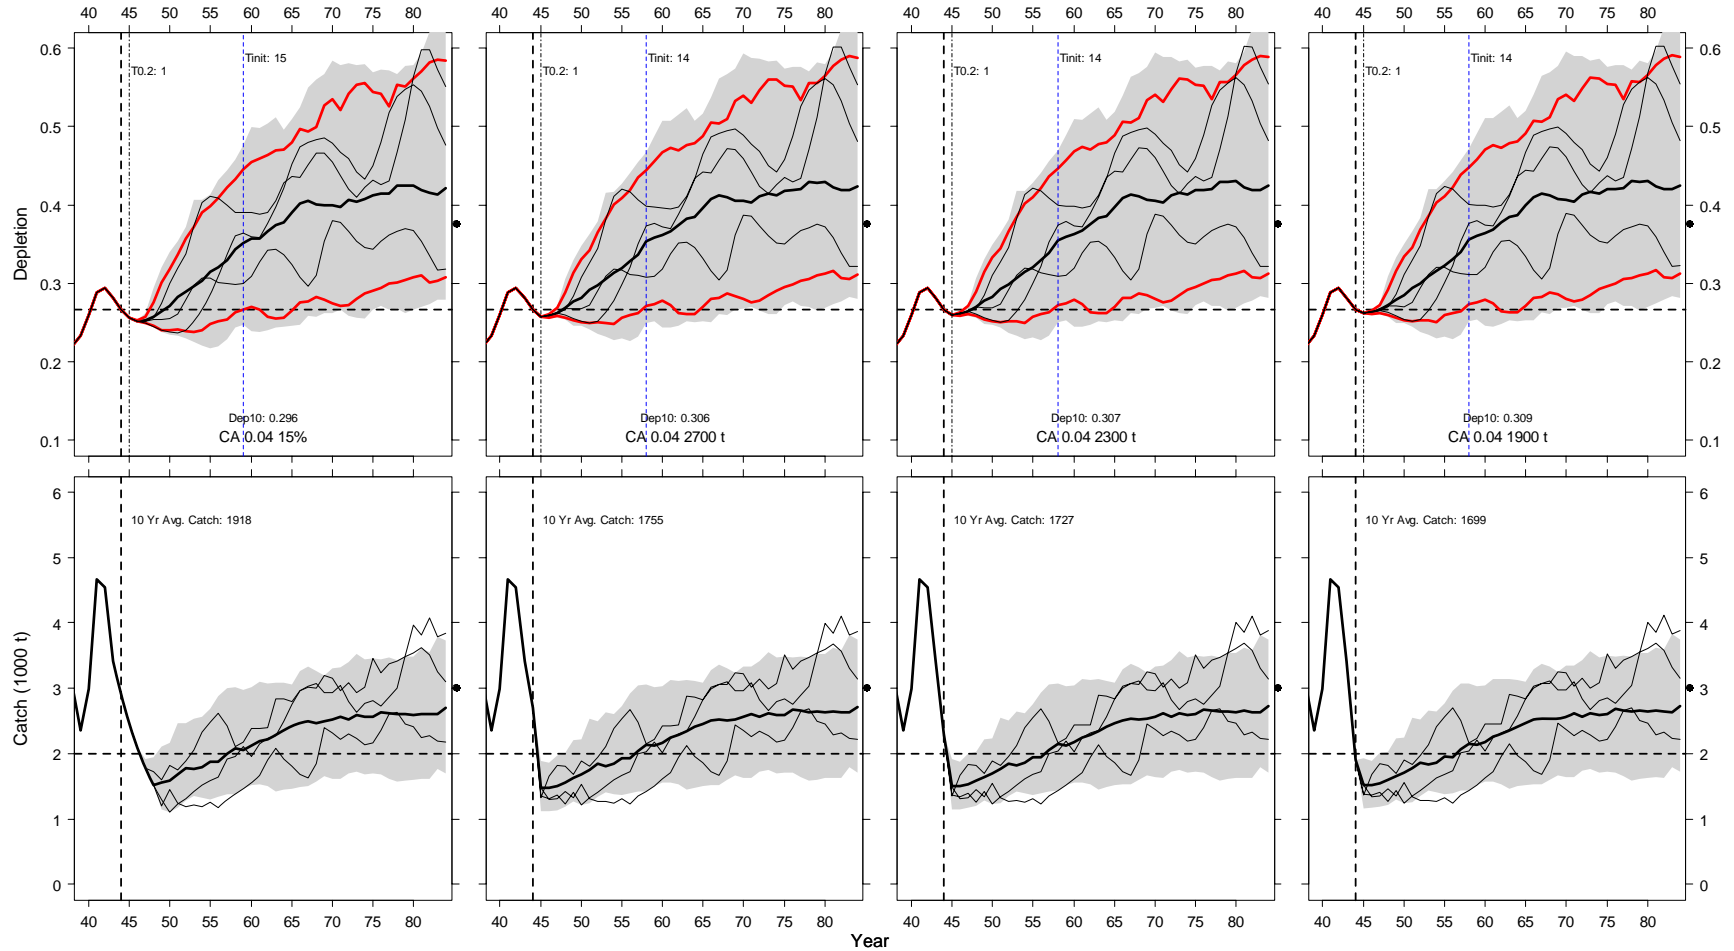 40 45 50 55 60 65 70 75 80 40 45 50 55 60 65 70 75 80 40 45 50 55 60 65 70 75 80 40 45 50 55 60 65 70 75 80
0.6 0.6
Tinit: 15 Tinit: 14 Tinit: 14 Tinit: 14
T0.2: 1 T0.2: 1 T0.2: 1 T0.2: 1
0.5 0.5
0.4 0.4
Depletion
0.3 0.3
0.2 0.2
Dep10: 0.296 Dep10: 0.306 Dep10: 0.307 Dep10: 0.309
0.1 CA 0.04 15% CA 0.04 2700 t CA 0.04 2300 t CA 0.04 1900 t 0.1
6 6
10 Yr Avg. Catch: 1918 10 Yr Avg. Catch: 1755 10 Yr Avg. Catch: 1727 10 Yr Avg. Catch: 1699
5 5
4 4
3 3
Catch (1000 t)
2 2
1 1
0 0
40 45 50 55 60 65 70 75 80 40 45 50 55 60 65 70 75 80 40 45 50 55 60 65 70 75 80 40 45 50 55 60 65 70 75 80
Year